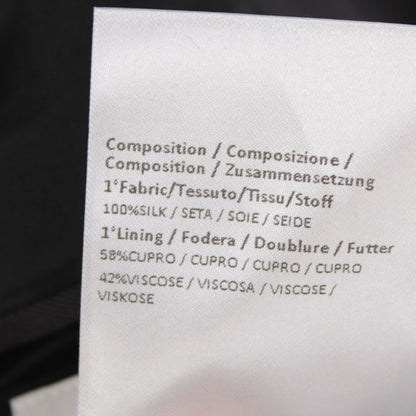 Composition / Composizione /
Composition / Zusammensetzung
1°Fabric/Tessuto/Tissu/Stoff
100%SILK / SETA / SOIE / SEIDE
1°Lining / Fodera / Doublure / Futter
58%CUPRO / CUPRO / CUPRO / CUPRO
42%VISCOSE / VISCOSA / VISCOSE /
VISKOSE